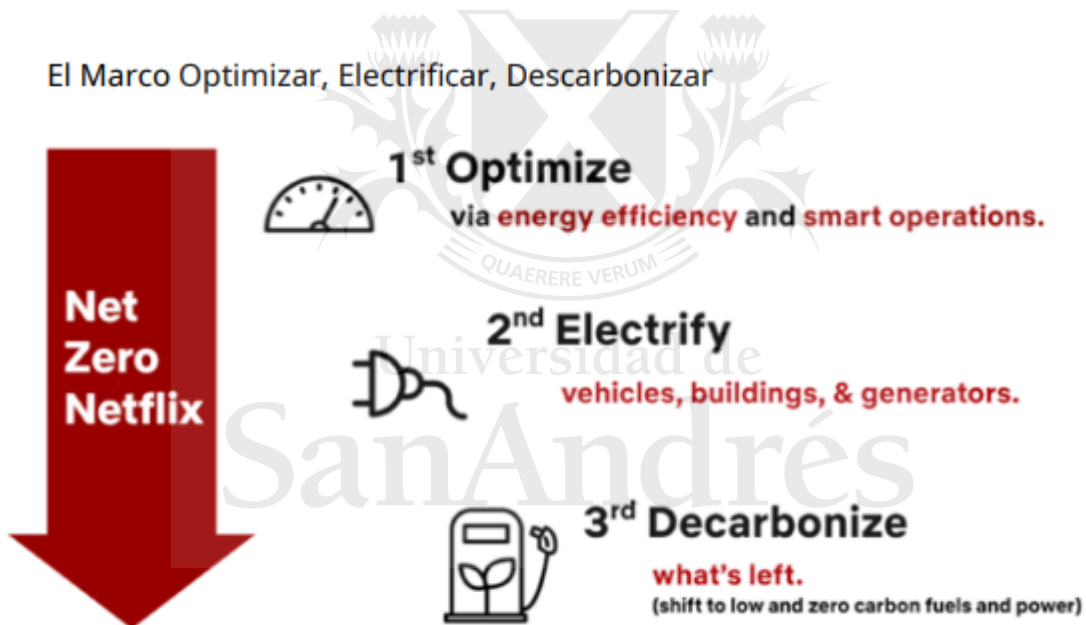 El Marco Optimizar, Electrificar, Descarbonizar
1st Optimize
via energy efficiency and smart operations.
QUAERERE VERUM
Net
Zero
Netflix
2nd Electrify
Universidad de
vehicles, buildings, & generators.
SanAndrés
3rd Decarbonize
what's left.
(shift to low and zero carbon fuels and power)